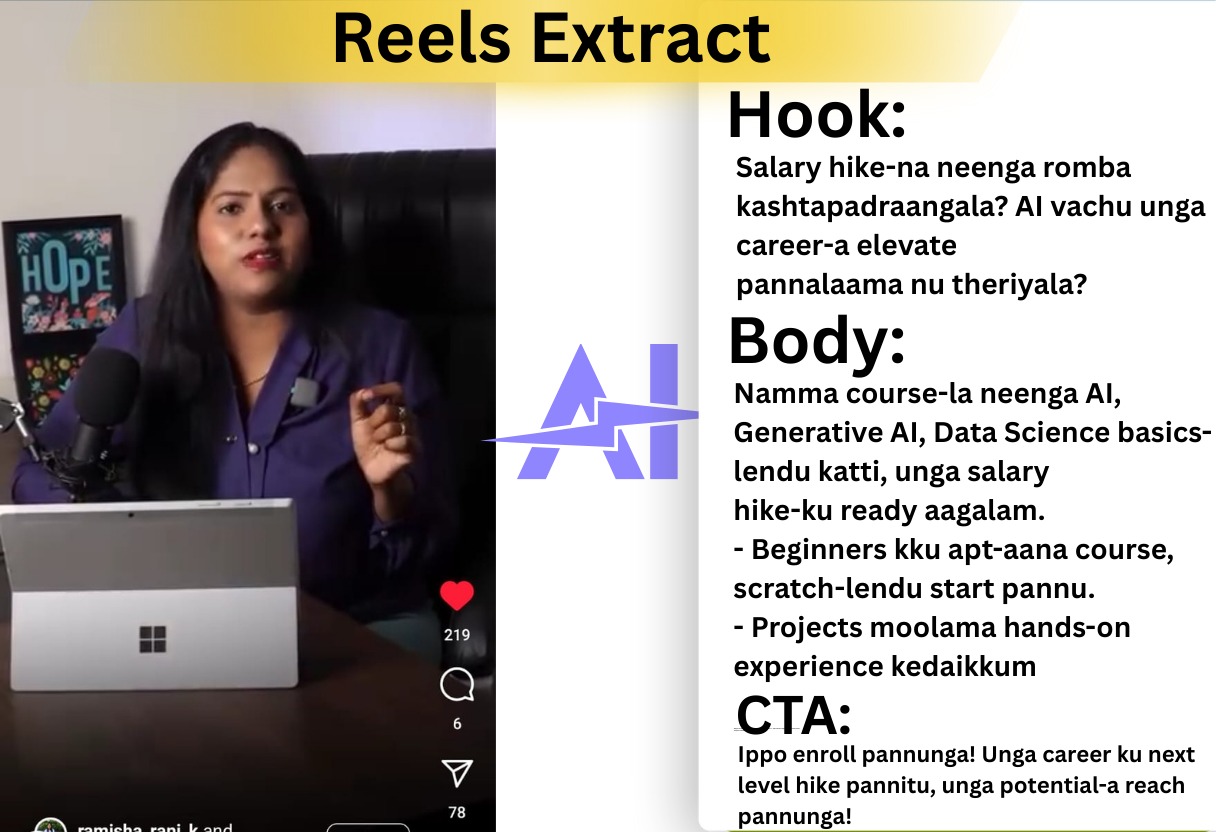 Reels Extract
HOPE
219
6
78
ramisha_rani_k and
AI
Hook:
Salary hike-na neenga romba
kashtapadraangala? AI vachu unga
career-a elevate
pannalaama nu theriyala?
Body:
Namma course-la neenga AI,
Generative AI, Data Science basics-
lendu katti, unga salary
hike-ku ready aagalam.
- Beginners kku apt-aana course,
scratch-lendu start pannu.
- Projects moolama hands-on
experience kedaikkum
CTA:
Ippo enroll pannunga! Unga career ku next
level hike pannitu, unga potential-a reach
pannunga!